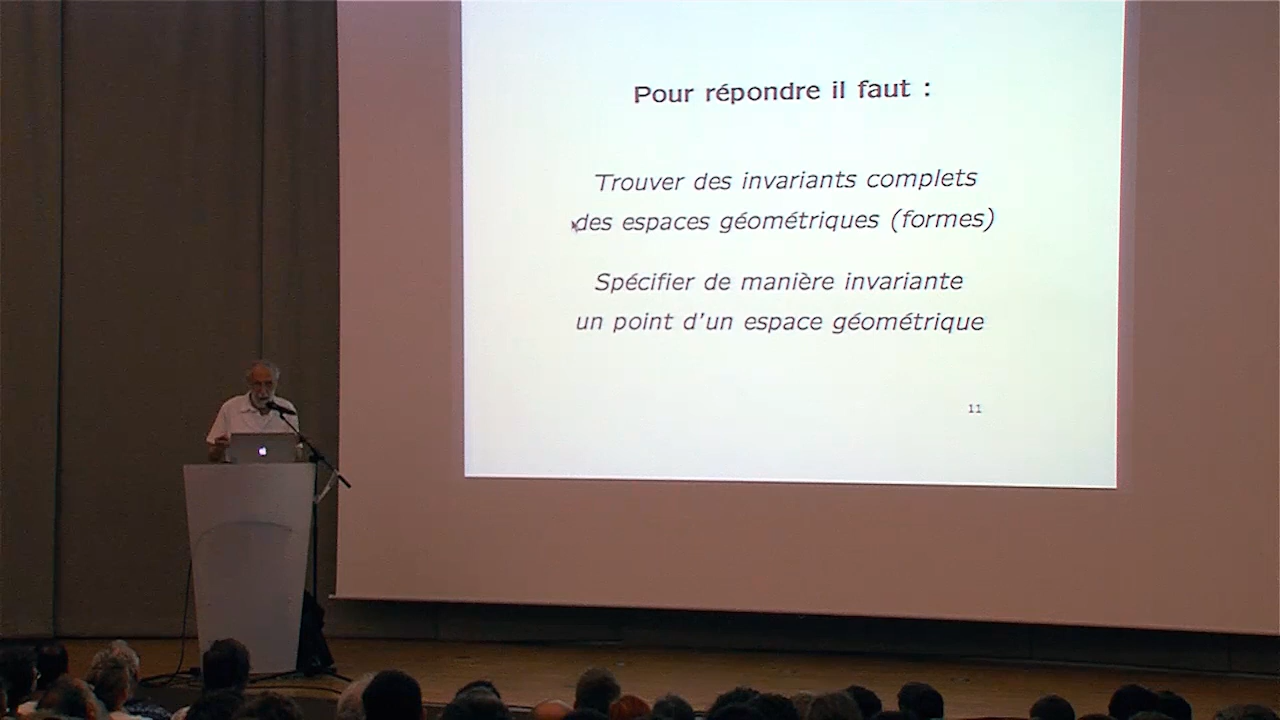 Pour répondre il faut :
Trouver des invariants complets
des espaces géométriques (formes)
Spécifier de manière invariante
un point d'un espace géométrique
11